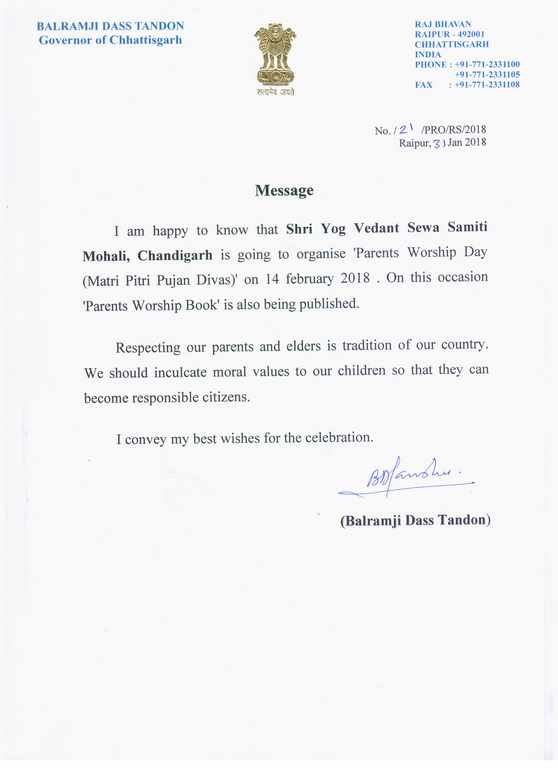 BALRAMJI DASS TANDON
Governor of Chhattisgarh
सत्यमेव जयते
RAJ BHAVAN
RAIPUR - 492001
CHHATTISGARH
INDIA
PHONE : +91-771-2331100
+91-771-2331105
FAX : +91-771-2331108
No. /21 /PRO/RS/2018
Raipur, 31 Jan 2018
Message
I am happy to know that Shri Yog Vedant Sewa Samiti
Mohali, Chandigarh is going to organise 'Parents Worship Day
(Matri Pitri Pujan Divas)' on 14 february 2018 . On this occasion
'Parents Worship Book' is also being published.
Respecting our parents and elders is tradition of our country.
We should inculcate moral values to our children so that they can
become responsible citizens.
I convey my best wishes for the celebration.
(Balramji Dass Tandon)